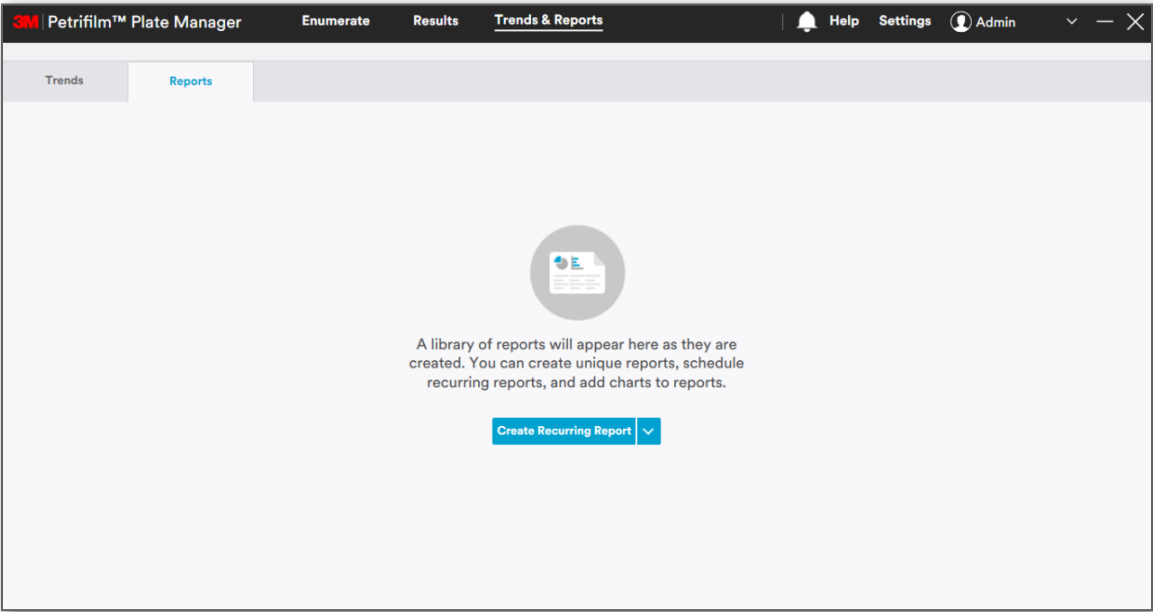 3M Petrifilm™ Plate Manager Enumerate Results Trends & Reports Help Settings Admin
Trends Reports
A library of reports will appear here as they are
created. You can create unique reports, schedule
recurring reports, and add charts to reports.
Create Recurring Report